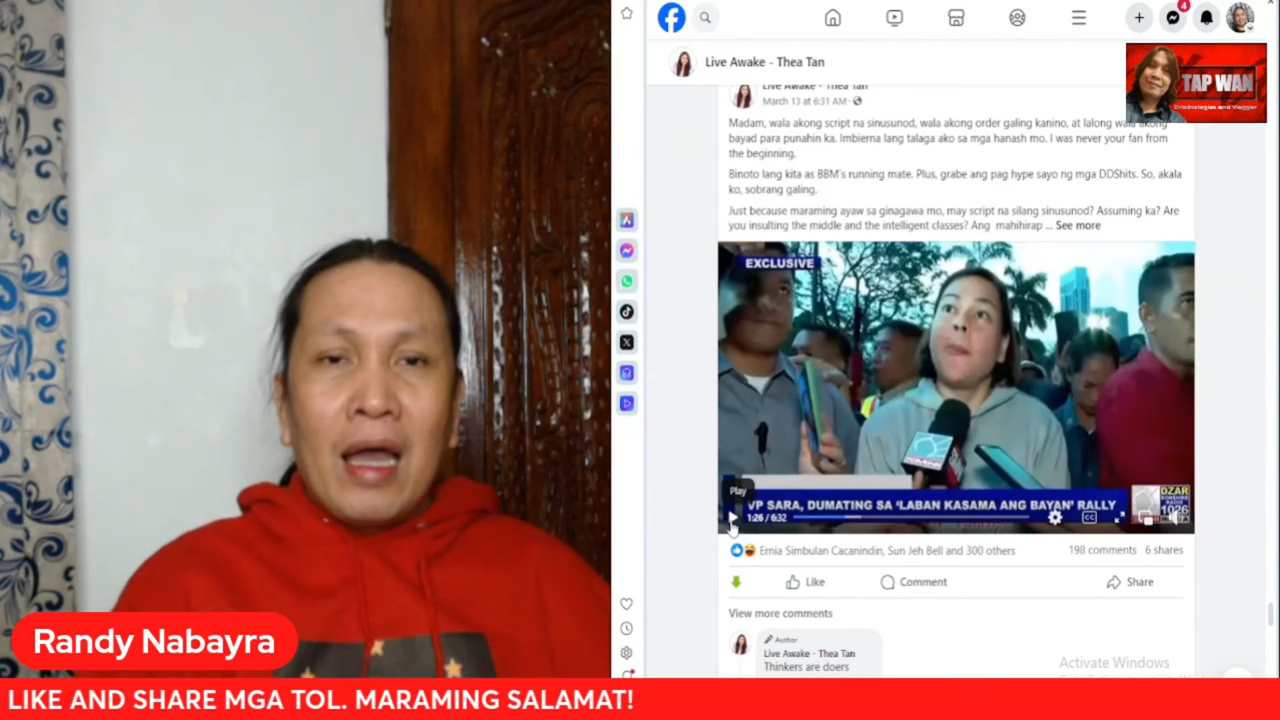 Live Awake - Thea Tan
4
TAP WAN
Criminologist and Vlogger
Live Awake - Thea Tan
March 13 at 6:31 AM
Madam, wala akong script na sinusunod, wala akong order galing kanino, at lalong wala akong
bayad para punahin ka. Imbierna lang talaga ako sa mga hanash mo. I was never your fan from
the beginning.
Binoto lang kita as BBM's running mate. Plus, grabe ang pag hype sayo ng mga DDShits. So, akala
ko, sobrang galing.
Just because maraming ayaw sa ginagawa mo, may script na silang sinusunod? Assuming ka? Are
you insulting the middle and the intelligent classes? Ang mahihirap ... See more
EXCLUSIVE
Play
VP SARA, DUMATING SA 'LABAN KASAMA ANG BAYAN' RALLY
DZAR
SONSHINE
RADIO
1026
1:26 / 6:32
CC
Ernia Simbulan Cacanindin, Sun Jeh Bell and 300 others
198 comments 6 shares
Like
Comment
Share
View more comments
Author
Live Awake - Thea Tan
Thinkers are doers
Activate Windows
Randy Nabayra
LIKE AND SHARE MGA TOL. MARAMING SALAMAT!